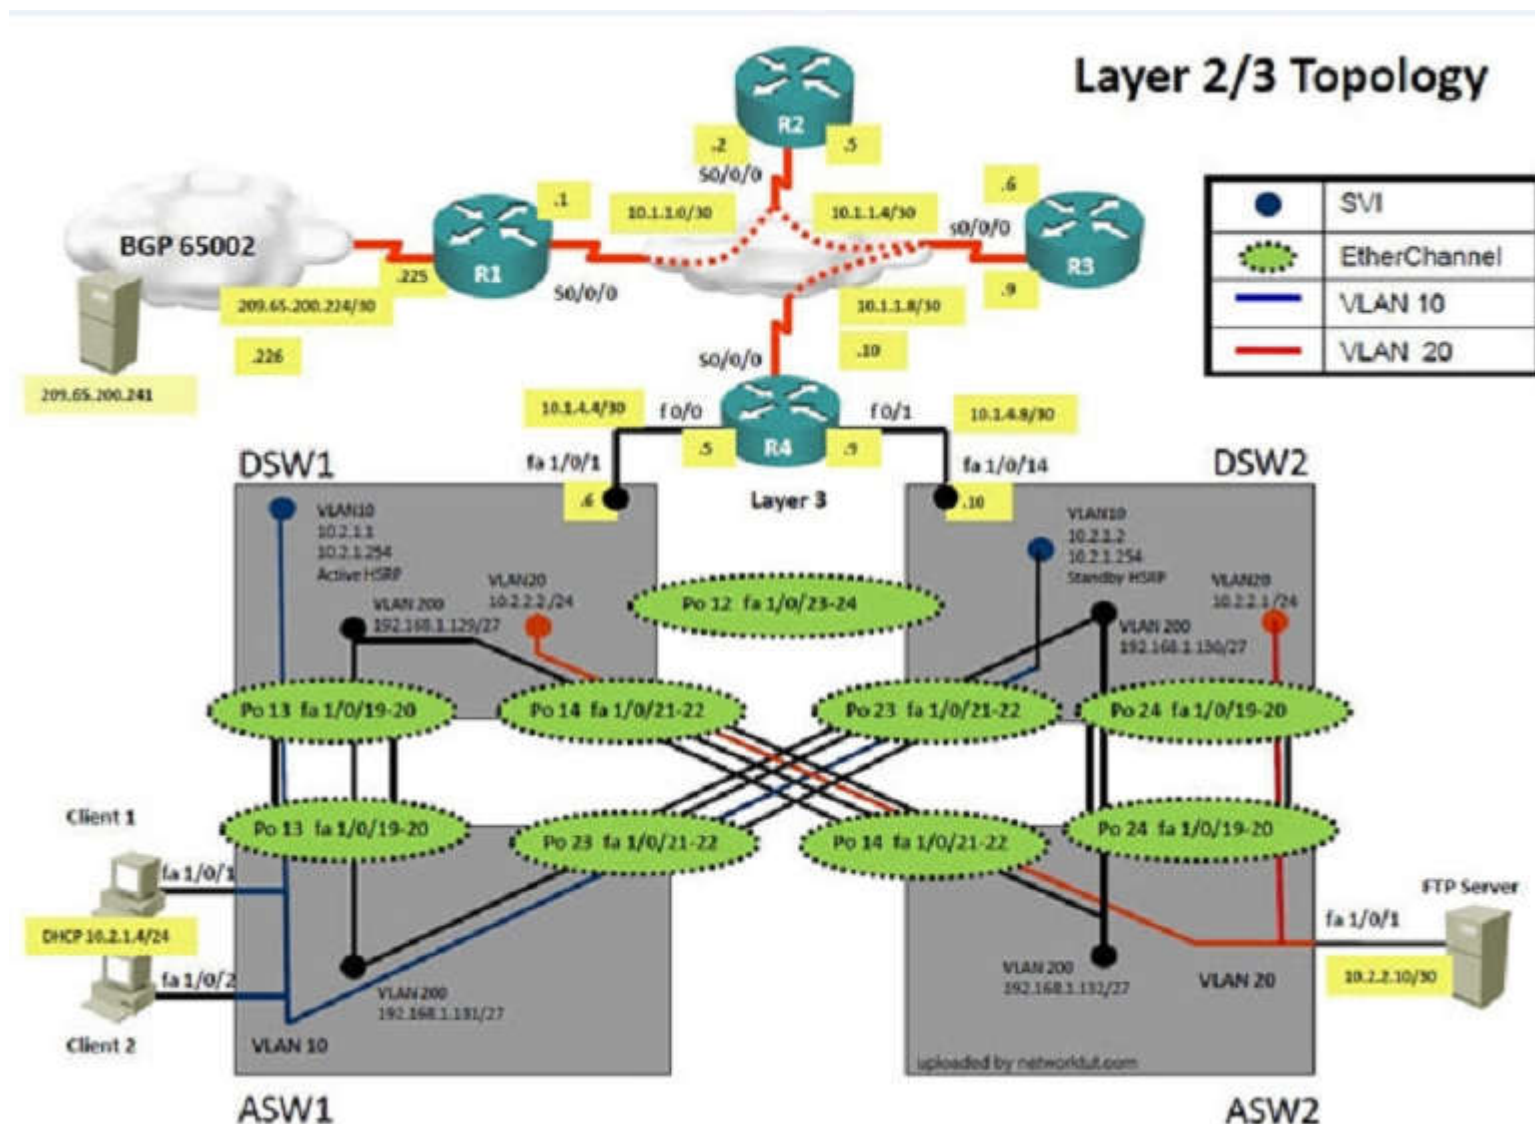 Layer 2/3 Topology
R2
.2
.5
S0/0/0
.1
10.1.1.0/30
10.1.1.4/30
.6
s0/0/0
SVI
EtherChannel
VLAN 10
VLAN 20
BGP 65002
R1
R3
.225
S0/0/0
.9
209.65.200.224/30
10.1.1.8/30
.226
.10
S0/0/0
209.65.200.241
10.1.4.4/30
f 0/0
f 0/1
10.1.4.8/30
.5
R4
.9
DSW1
fa 1/0/1
fa 1/0/14
DSW2
.6
Layer 3
.10
VLAN10
10.2.1.1
10.2.1.254
Active HSRP
VLAN10
10.2.1.2
10.2.1.254
Standby HSRP
VLAN20
10.2.2.2 /24
VLAN20
10.2.2.1 /24
VLAN 200
192.168.1.129/27
Po 12 fa 1/0/23-24
VLAN 200
192.168.1.130/27
Po 13 fa 1/0/19-20
Po 14 fa 1/0/21-22
Po 23 fa 1/0/21-22
Po 24 fa 1/0/19-20
Client 1
Po 13 fa 1/0/19-20
Po 23 fa 1/0/21-22
Po 14 fa 1/0/21-22
Po 24 fa 1/0/19-20
fa 1/0/1
FTP Server
fa 1/0/1
DHCP 10.2.1.4/24
fa 1/0/2
VLAN 200
192.168.1.131/27
VLAN 200
192.168.1.132/27
VLAN 20
10.2.2.10/30
Client 2
VLAN 10
uploaded by networktut.com
ASW1
ASW2